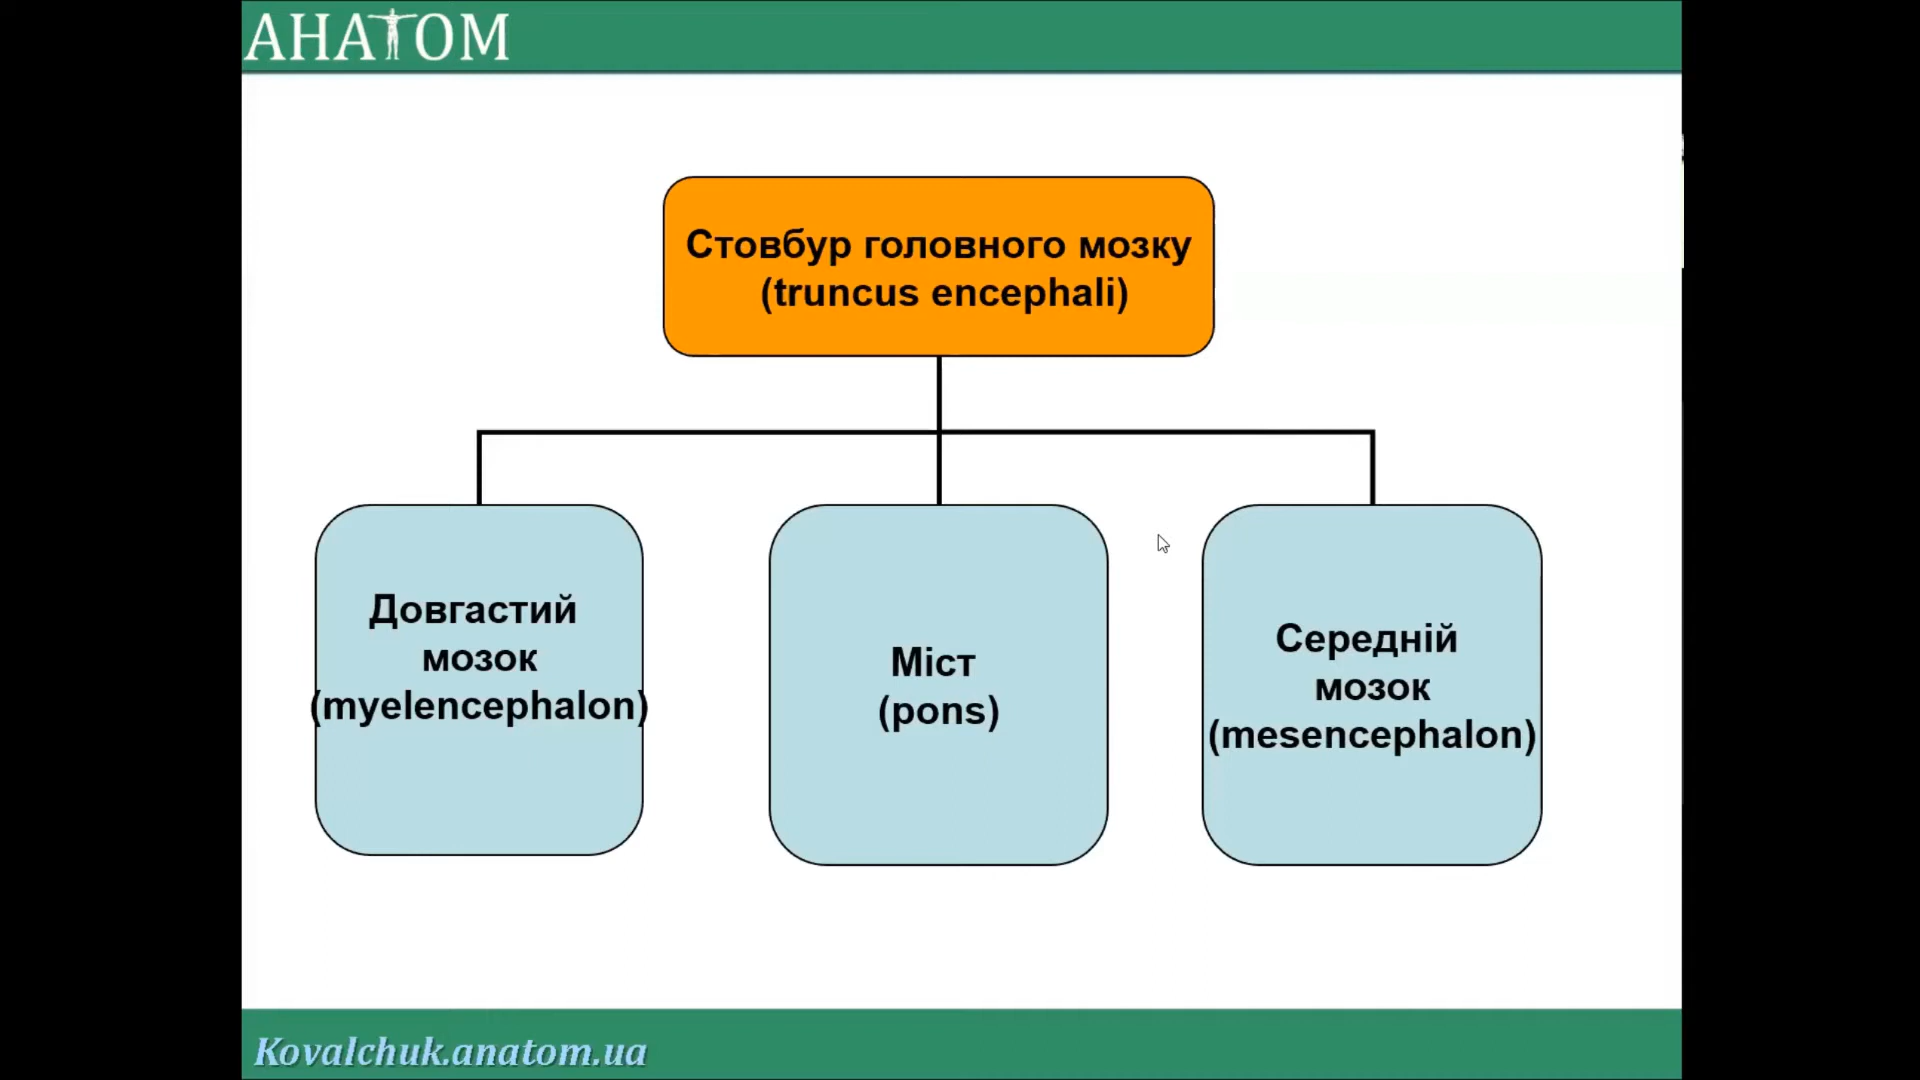 АНАТОМ
Стовбур головного мозку
(truncus encephali)
Довгастий
мозок
(myelencephalon)
Міст
(pons)
Середній
мозок
(mesencephalon)
Kovalchuk.anatom.ua